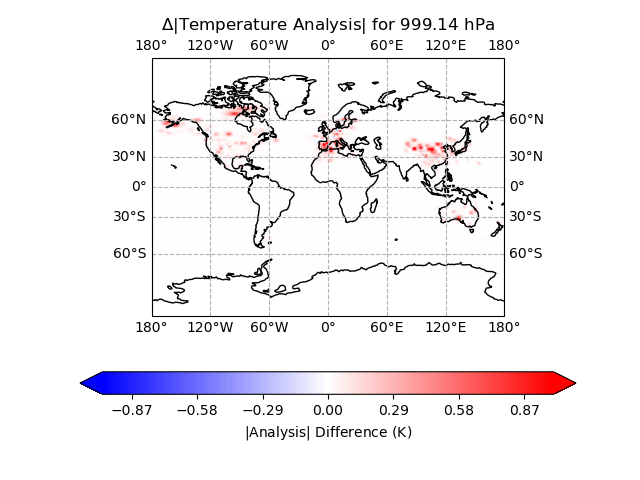 Δ|Temperature Analysis| for 999.14 hPa
180° 120°W 60°W 0° 60°E 120°E 180°
60°N 60°N
30°N 30°N
0° 0°
30°S 30°S
60°S 60°S
180° 120°W 60°W 0° 60°E 120°E 180°
−0.87 −0.58 −0.29 0.00 0.29 0.58 0.87
|Analysis| Difference (K)